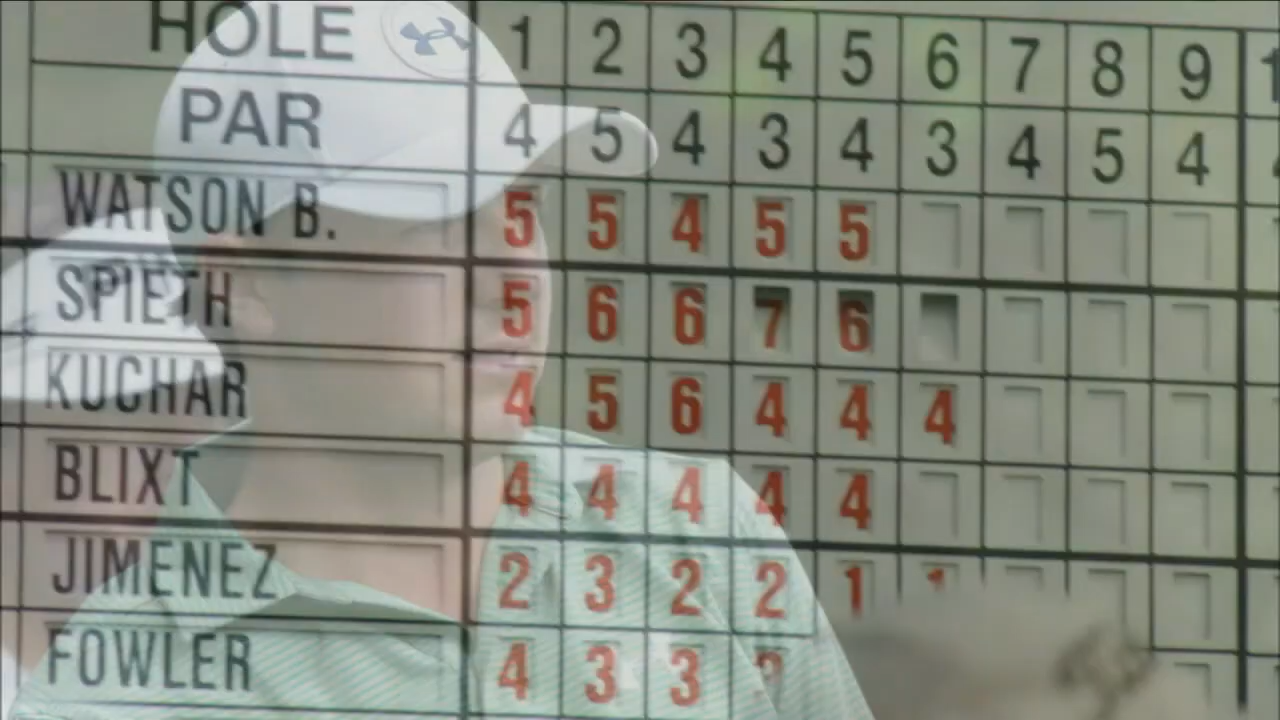 HOLE 1 2 3 4 5 6 7 8 9 1
PAR 4 5 4 3 4 3 4 5 4
WATSON B. 5 5 4 5 5
SPIETH 5 6 6 7 6
KUCHAR 4 5 6 4 4 4
BLIXT 4 4 4 4 4
JIMENEZ 2 3 2 2 1 1
FOWLER 4 3 3